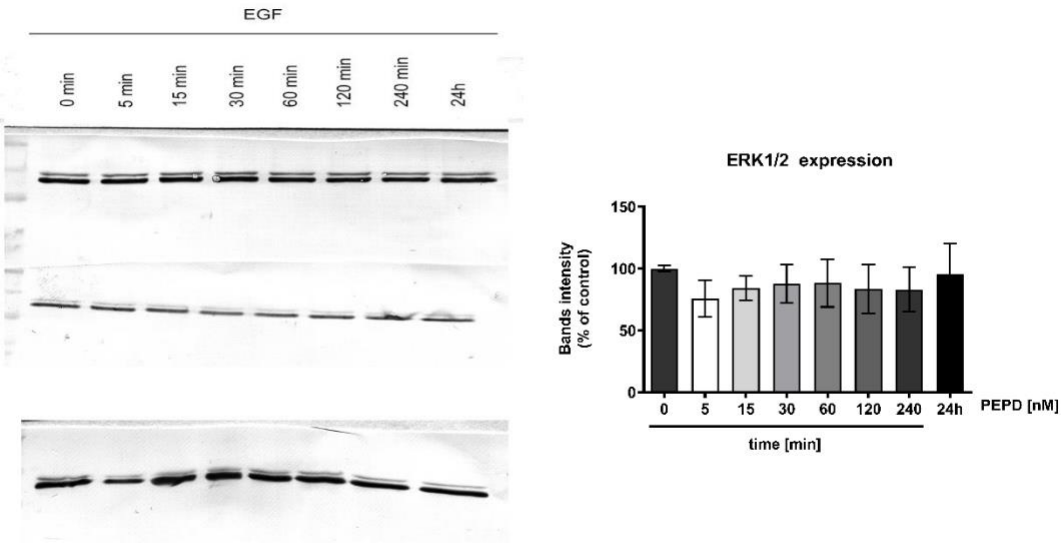 EGF
0 min 5 min 15 min 30 min 60 min 120 min 240 min 24h
ERK1/2 expression
Bands intensity
(% of control)
150
100
50
0
0 5 15 30 60 120 240 24h PEPD [nM]
time [min]